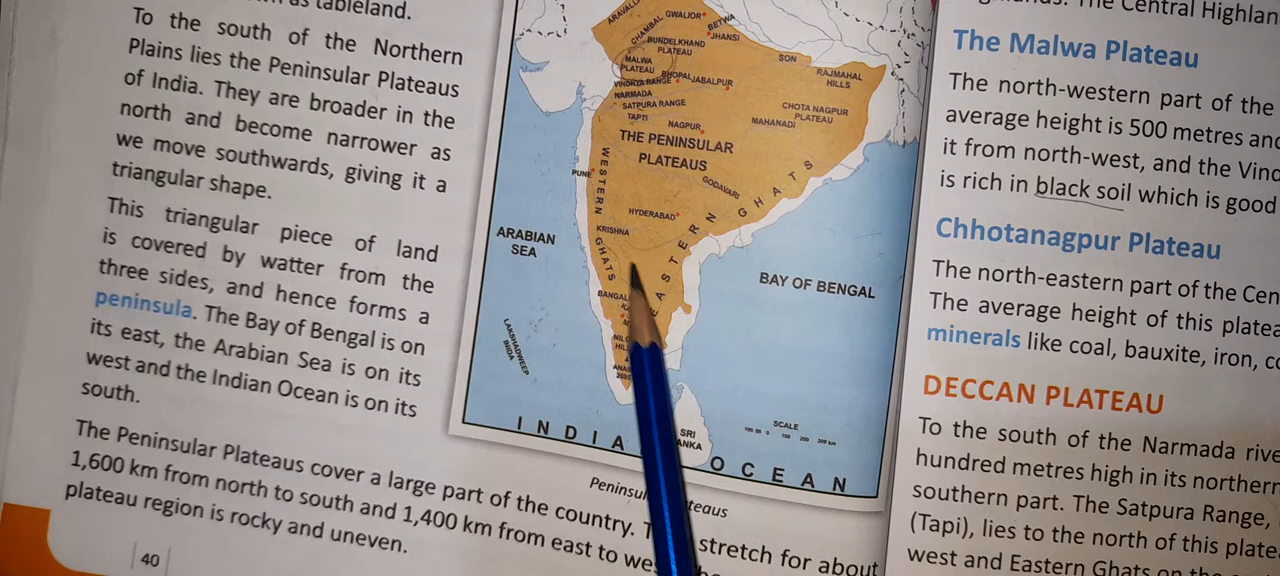 as tableland.
To the south of the Northern
Plains lies the Peninsular Plateaus
of India. They are broader in the
north and become narrower as
we move southwards, giving it a
triangular shape.
This triangular piece of land
is covered by watter from the
three sides, and hence forms a
peninsula. The Bay of Bengal is on
its east, the Arabian Sea is on its
west and the Indian Ocean is on its
south.
The Peninsular Plateaus cover a large part of the country. stretch for about
1,600 km from north to south and 1,400 km from east to
plateau region is rocky and uneven.
40
ARAVALLI
CHAMBAL
GWALIOR
BETWA
JHANSI
BUNDELKHAND
PLATEAU
MALWA
PLATEAU
SON
RAJMAHAL
HILLS
VINDHYA RANGE
BHOPAL
JABALPUR
NARMADA
SATPURA RANGE
TAPTI
CHOTA NAGPUR
PLATEAU
MAHANADI
NAGPUR
THE PENINSULAR
PLATEAUS
PUNE
WESTERN GHATS
GODAVARI
EASTERN GHATS
HYDERABAD
KRISHNA
ARABIAN
SEA
BAY OF BENGAL
LAKSHADWEEP
INIDA
SRI
SCALE
INDIA OCEAN
The Central
The Malwa Plateau
The north-western part of the
average height is 500 metres and
it from north-west, and the
is rich in black soil which is good
Chhotanagpur Plateau
The north-eastern part of the
The average height of this
minerals like coal, bauxite, iron,
DECCAN PLATEAU
To the south of the Narmada
hundred metres high in its northern
southern part. The Satpura Range,
(Tapi), lies to the north of this
west and Eastern Ghats on the